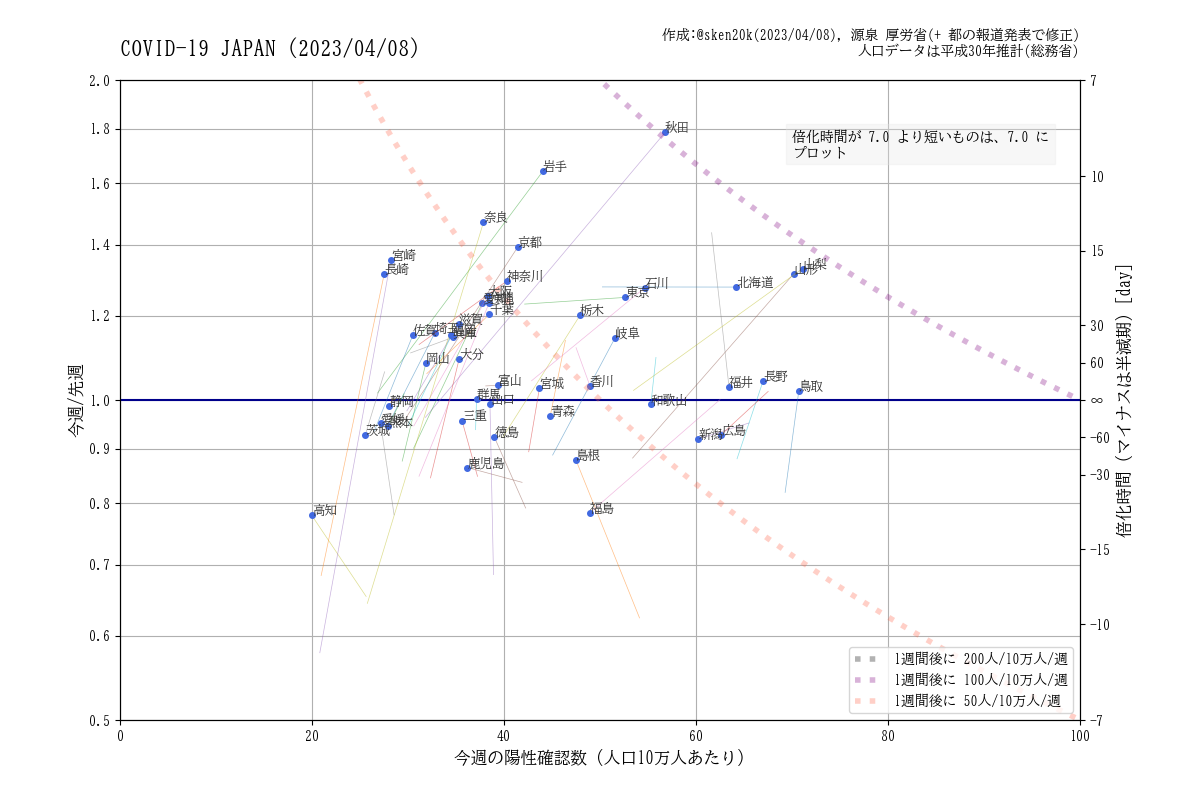 COVID-19 JAPAN (2023/04/08)
作成:@sken20k(2023/04/08), 源泉 厚労省(+ 都の報道発表で修正)
人口データは平成30年推計(総務省)
倍化時間が 7.0 より短いものは、7.0 に
プロット
今週/先週
2.0
1.8
1.6
1.4
1.2
1.0
0.9
0.8
0.7
0.6
0.5
7
10
15
30
60
∞
-60
-30
-15
-10
-7
倍化時間 (マイナスは半減期) [day]
秋田
岩手
奈良
京都
宮崎
長崎
神奈川
山梨
山形
北海道
石川
東京
大阪
千葉
栃木
滋賀
佐賀
埼玉
兵庫
岐阜
岡山
大分
富山
宮城
香川
福井
長野
鳥取
群馬
山口
静岡
和歌山
青森
三重
愛媛
熊本
茨城
徳島
新潟
広島
島根
鹿児島
福島
高知
1週間後に 200人/10万人/週
1週間後に 100人/10万人/週
1週間後に 50人/10万人/週
0
20
40
60
80
100
今週の陽性確認数 (人口10万人あたり)